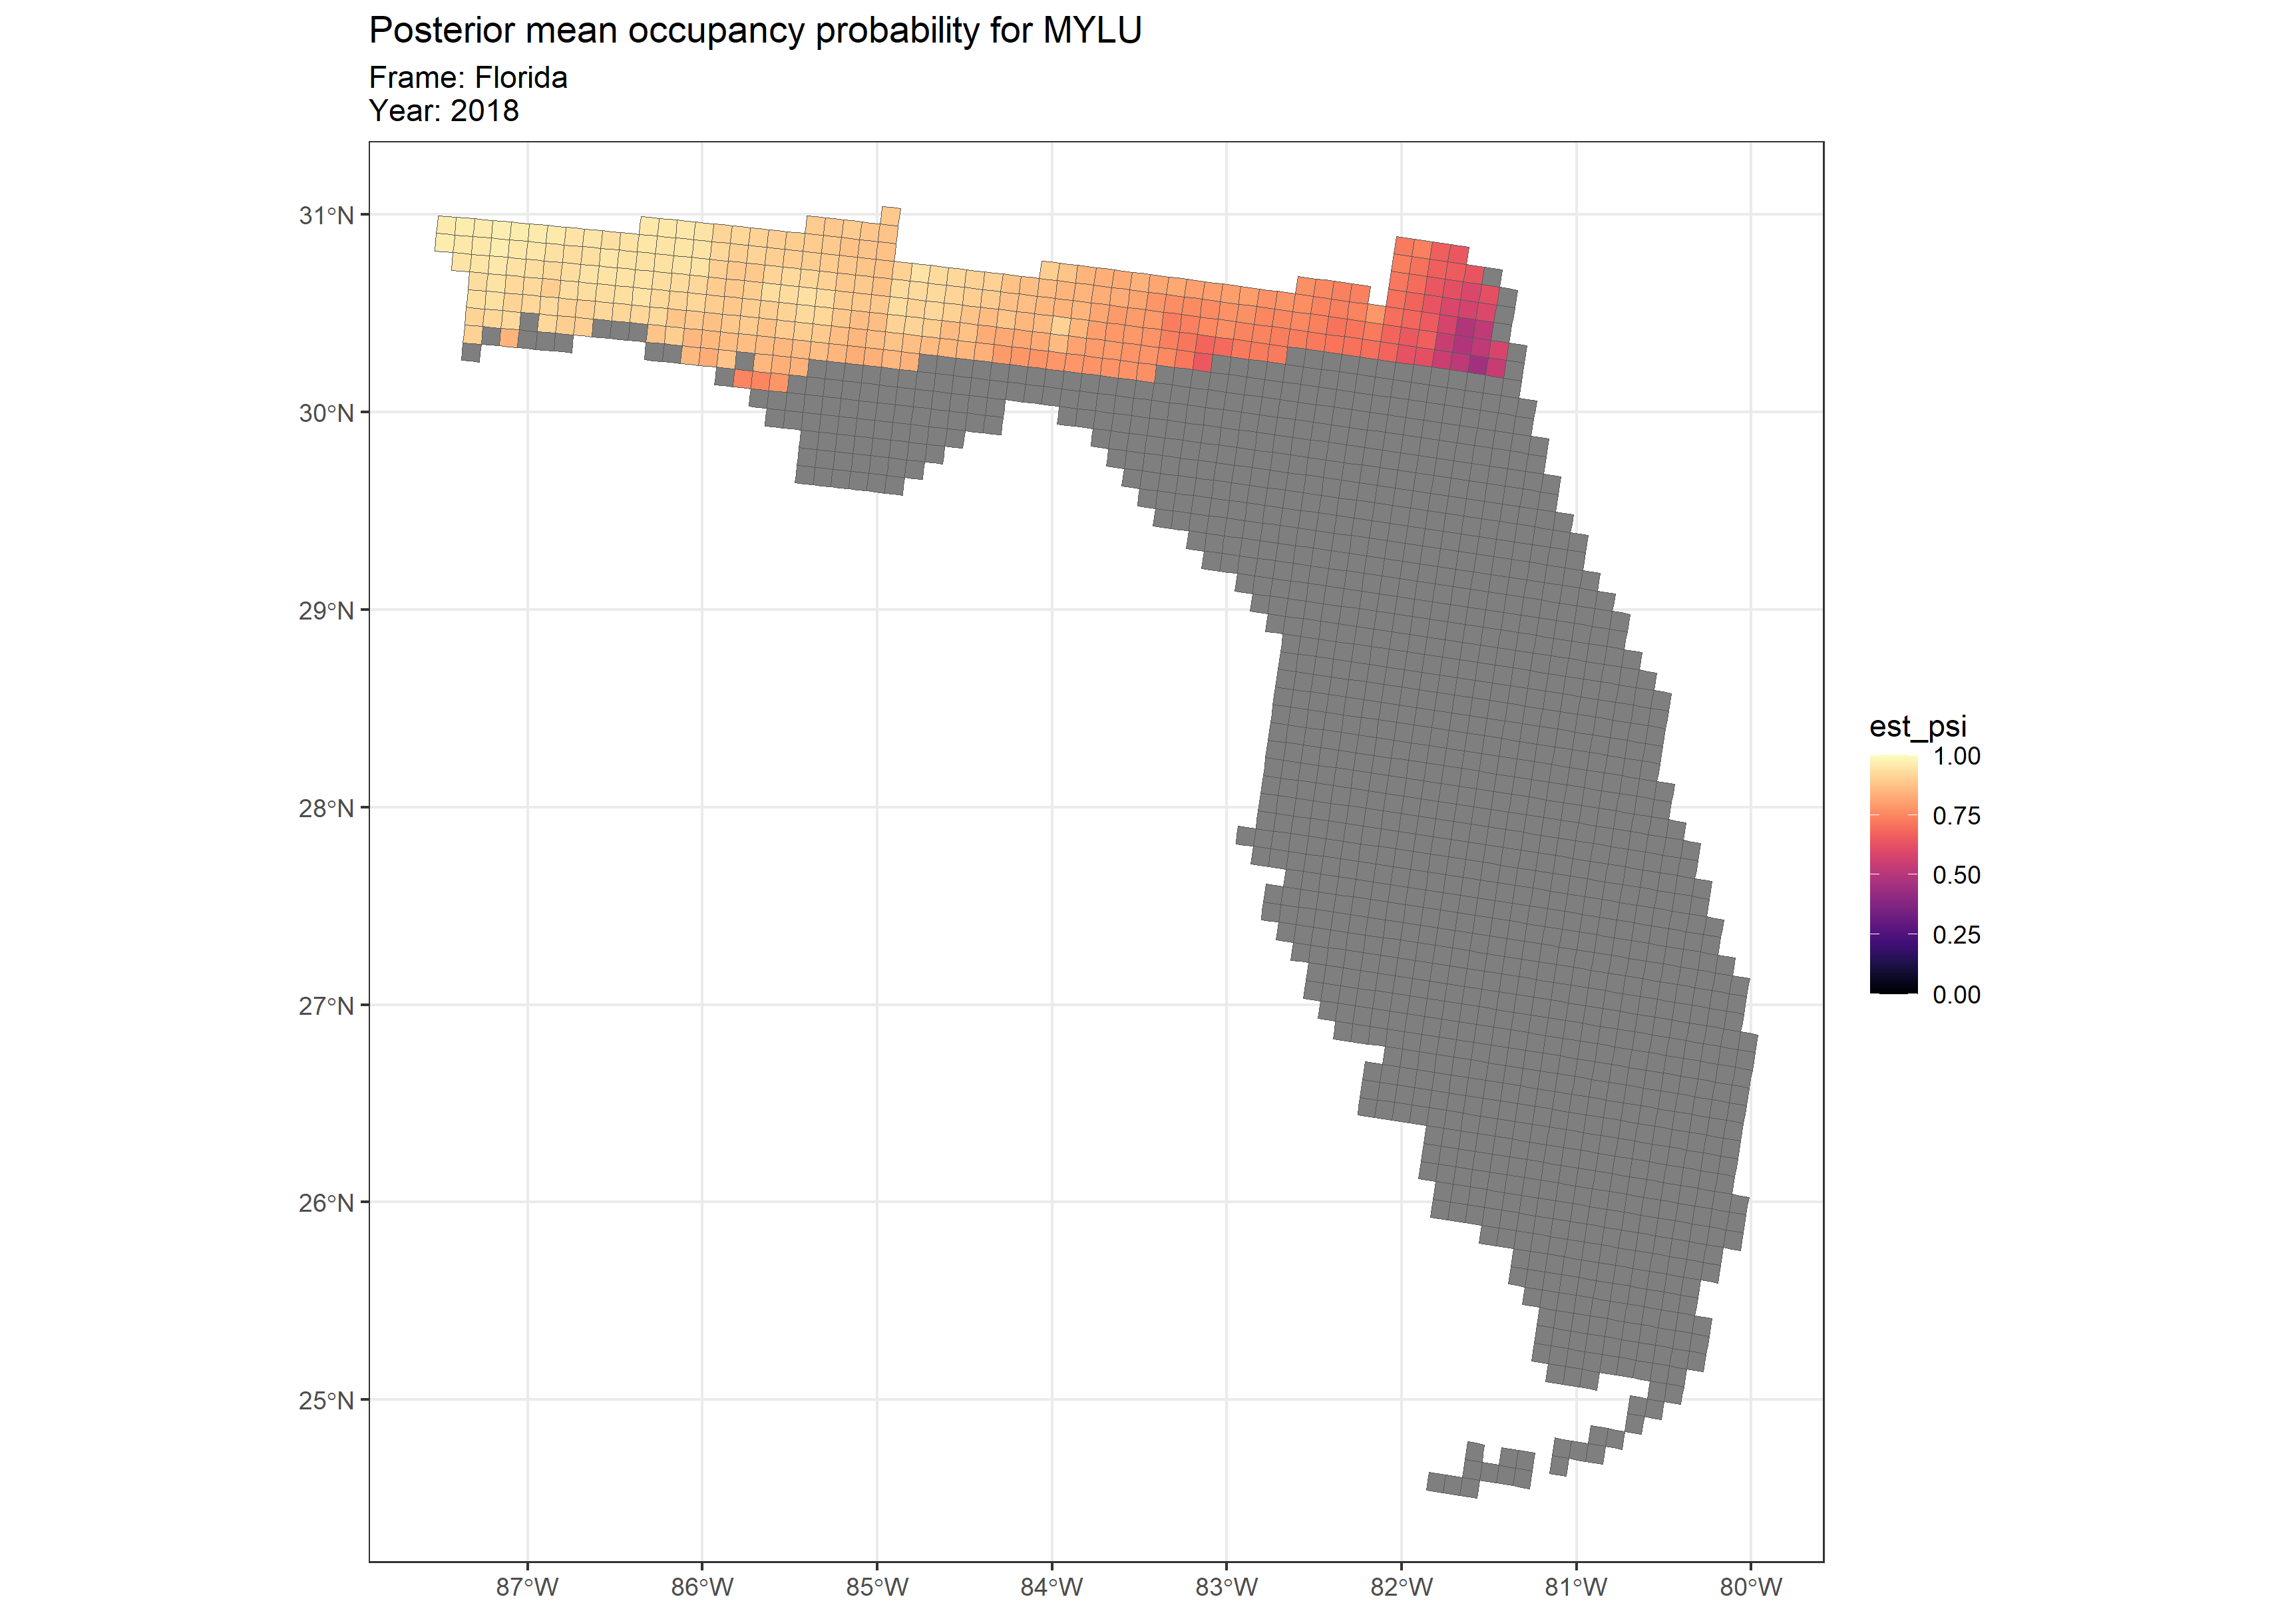 Posterior mean occupancy probability for MYLU
Frame: Florida
Year: 2018
31°N
30°N
29°N
28°N
27°N
26°N
25°N
87°W
86°W
85°W
84°W
83°W
82°W
81°W
80°W
est_psi
1.00
0.75
0.50
0.25
0.00